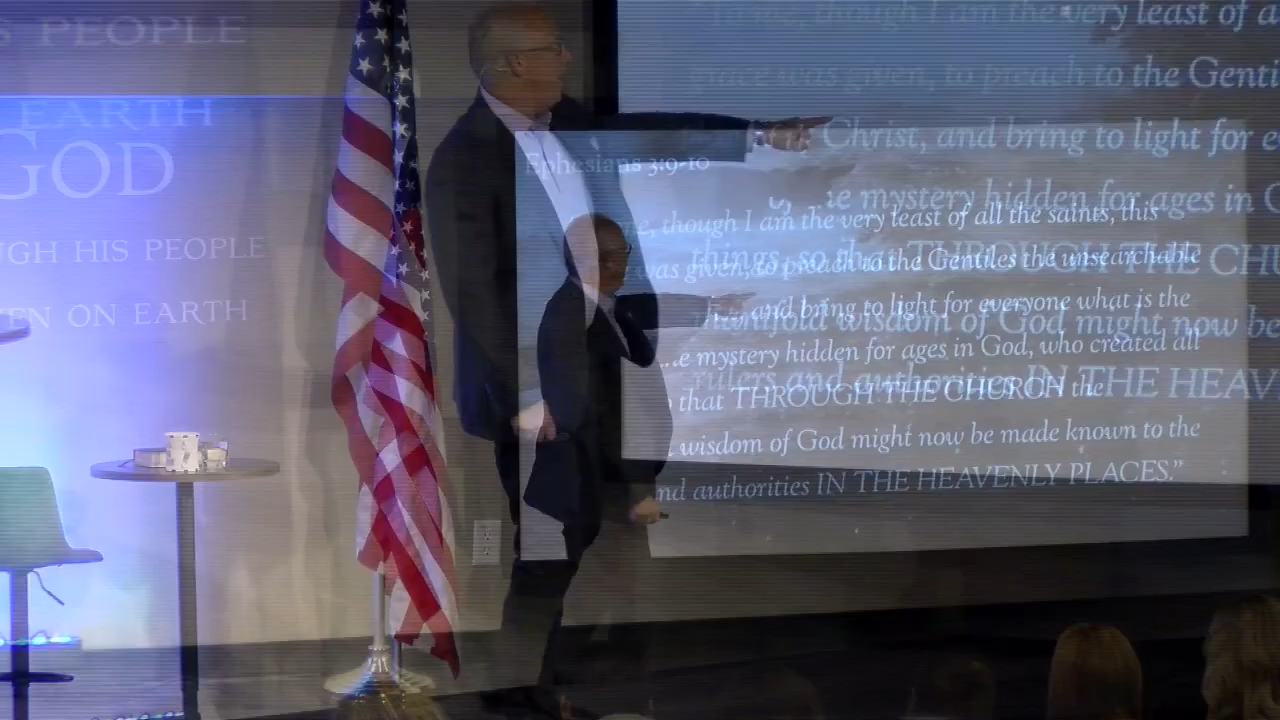 S PEOPLE
EARTH
GOD
UGH HIS PEOPLE
EN ON EARTH
though I am the very least of a
grace was given, to preach to the Genti
Christ, and bring to light for e
e mystery hidden for ages in G
things, so that THROUGH THE CHU
manifold wisdom of God might now be
rulers and authorities IN THE HEAV
Ephesians 3:9-10
e, though I am the very least of all the saints, this
was given, to preach to the Gentiles the unsearchable
and bring to light for everyone what is the
e mystery hidden for ages in God, who created all
that THROUGH THE CHURCH the
wisdom of God might now be made known to the
nd authorities IN THE HEAVENLY PLACES.”